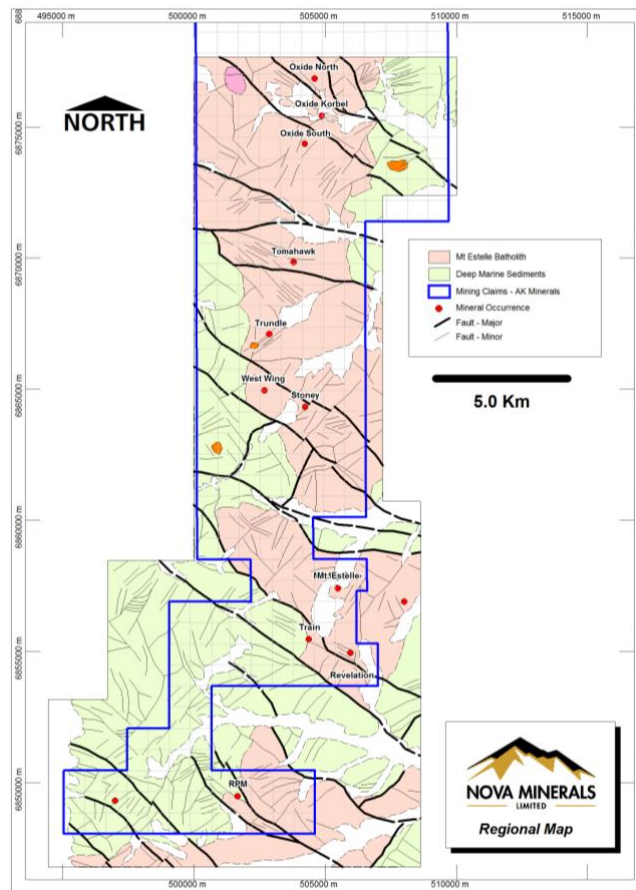 495000 m
500000 m
505000 m
510000 m
515000 m
688
Oxide North
NORTH
Oxide Korbel
6875000 m
Oxide South
Tomahawk
6870000 m
Mt Estelle Batholith
Deep Marine Sediments
Mining Claims - AK Minerals
Mineral Occurrence
Fault - Major
Fault - Minor
Trundle
5.0 Km
West Wing
6865000 m
Stoney
6860000 m
Mt. Estelle
Train
6855000 m
Revelation
RPM
6850000 m
NOVA MINERALS
LIMITED
Regional Map
500000 m
505000 m
510000 m